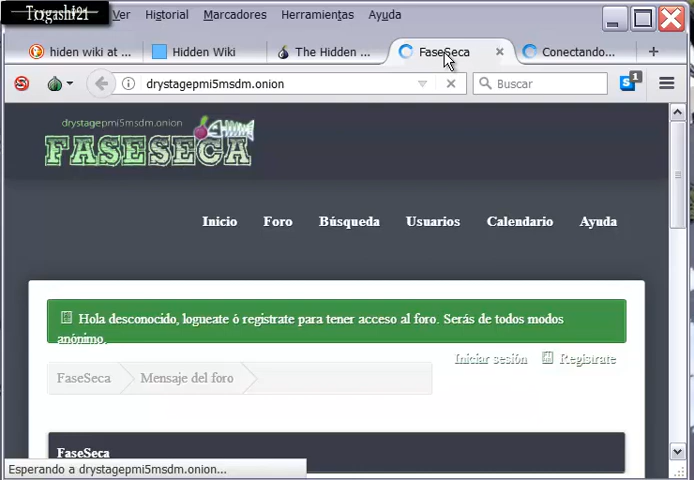 Trogashi21
Ver Historial Marcadores Herramientas Ayuda
hiden wiki at ... Hidden Wiki The Hidden ... FaseSeca Conectando...
drystagepmi5msdm.onion Buscar 1
drystagepmi5msdm.onion
FASESECA
Inicio Foro Búsqueda Usuarios Calendario Ayuda
Hola desconocido, logueate ó registrate para tener acceso al foro. Serás de todos modos
anónimo.
Iniciar sesión Registrate
FaseSeca Mensaje del foro
FaseSeca
Esperando a drystagepmi5msdm.onion...